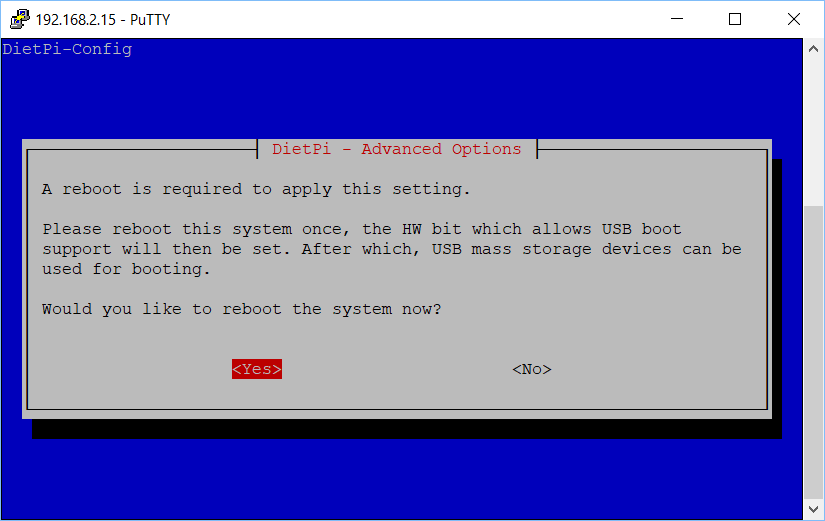 192.168.2.15 - PuTTY
DietPi-Config
DietPi - Advanced Options
A reboot is required to apply this setting.
Please reboot this system once, the HW bit which allows USB boot
support will then be set. After which, USB mass storage devices can be
used for booting.
Would you like to reboot the system now?
<Yes> <No>